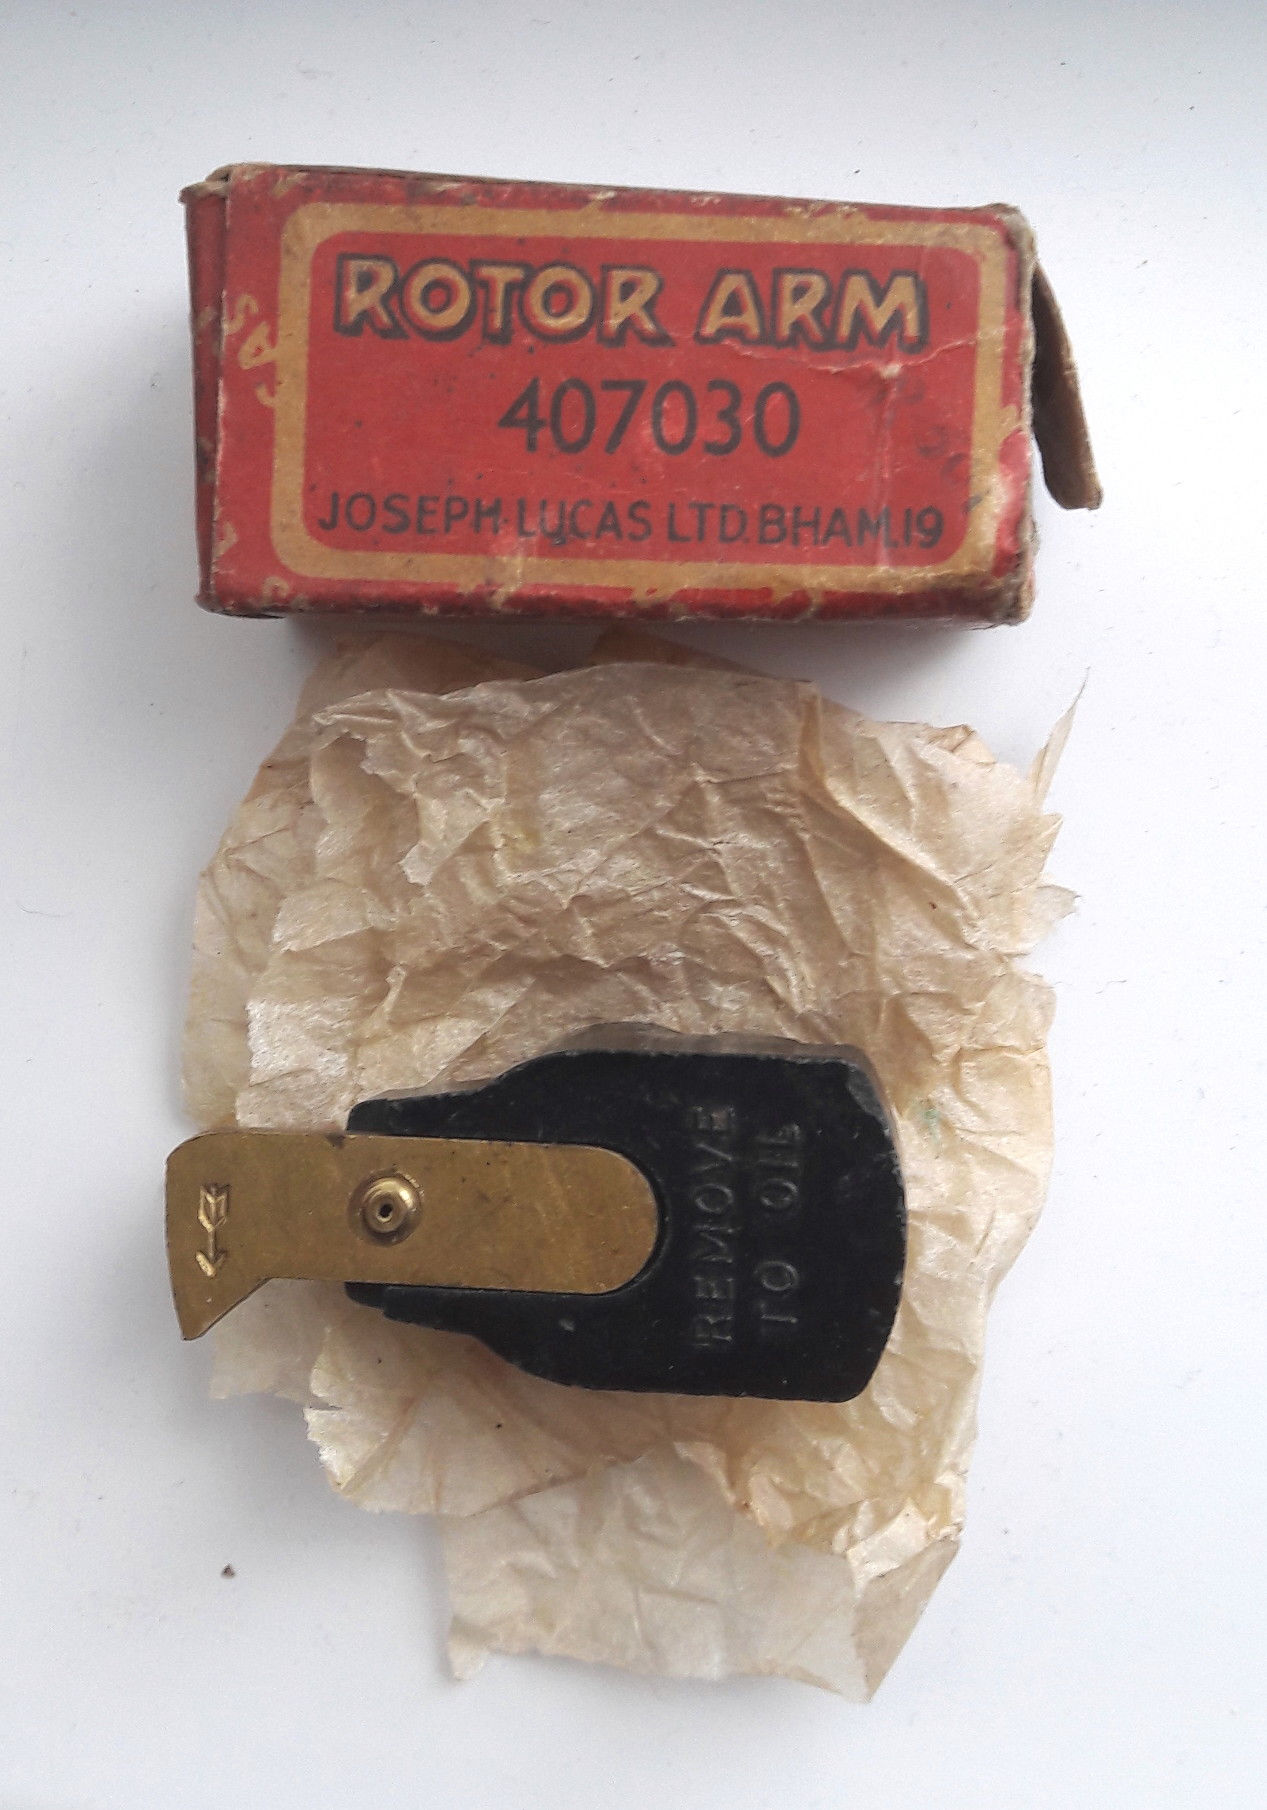 ROTOR ARM
407030
JOSEPH LUCAS LTD. BHAM.19
REMOVE
TO OIL